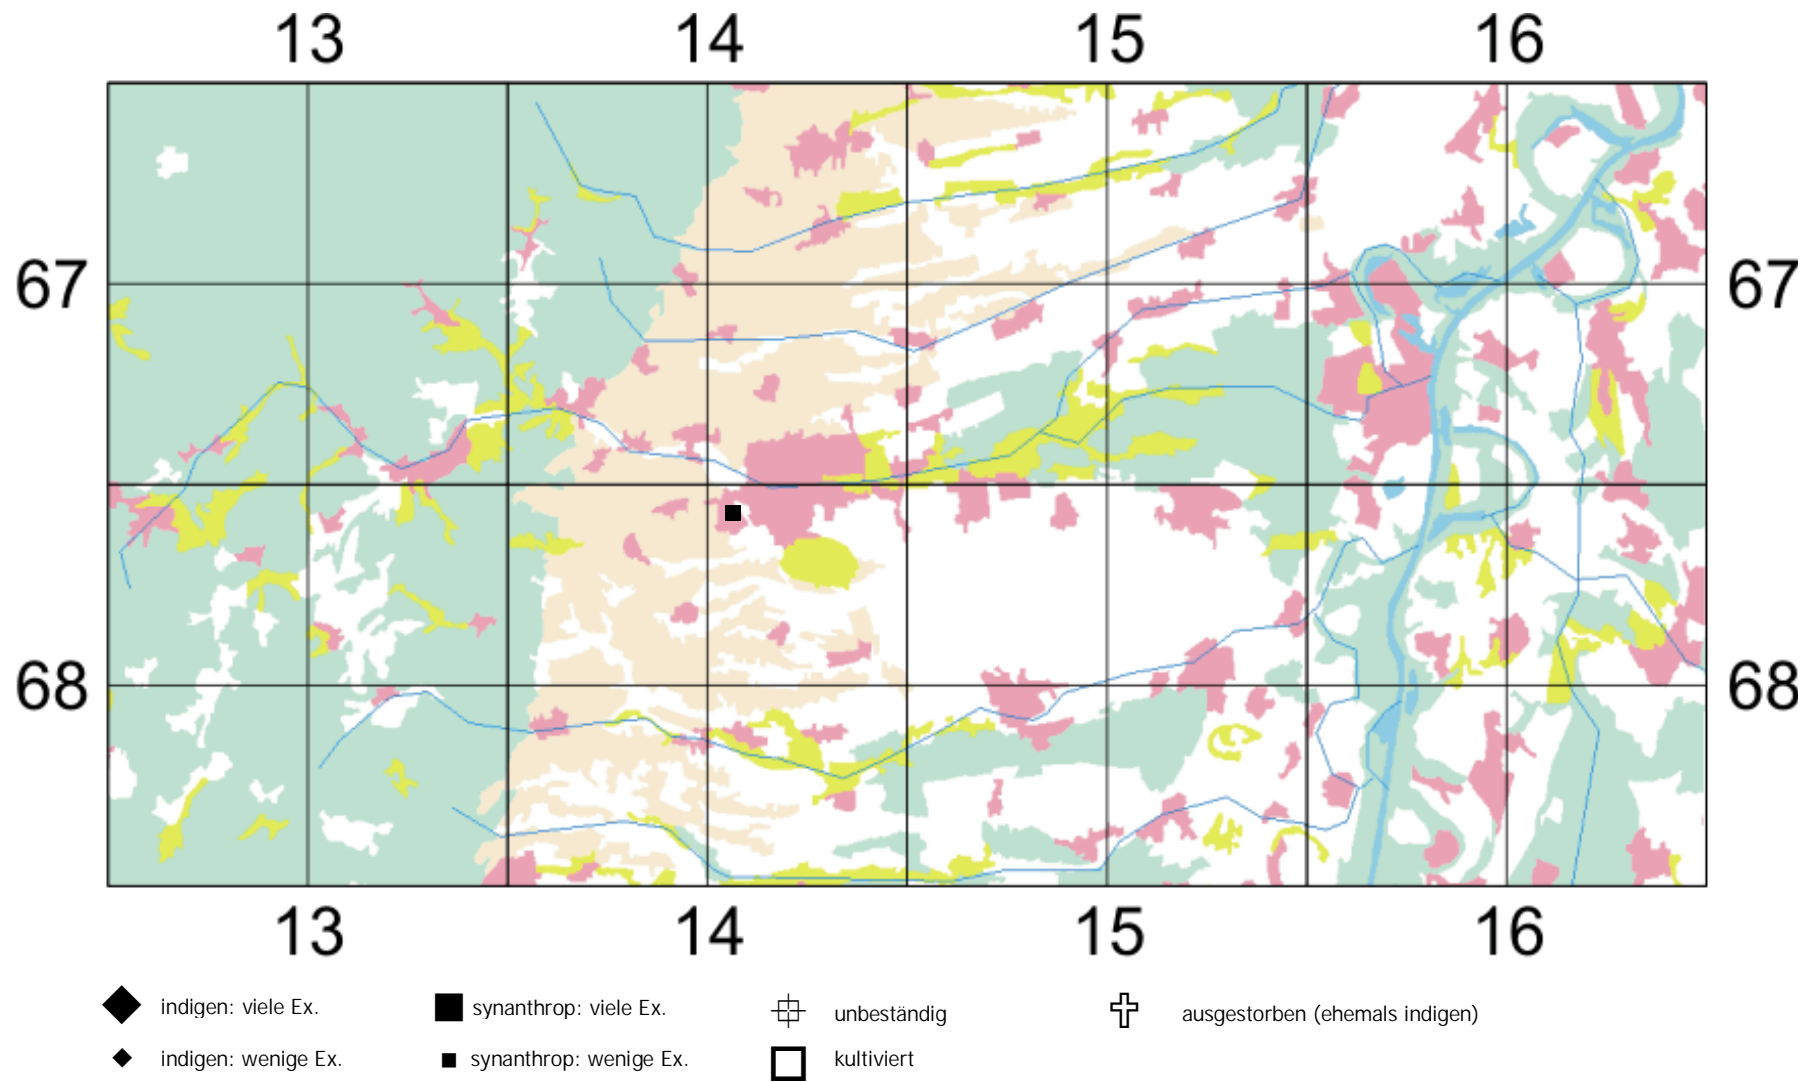 13 14 15 16
67 67
68 68
13 14 15 16
indigen: viele Ex. synanthrop: viele Ex. unbeständig ausgestorben (ehemals indigen)
indigen: wenige Ex. synanthrop: wenige Ex. kultiviert